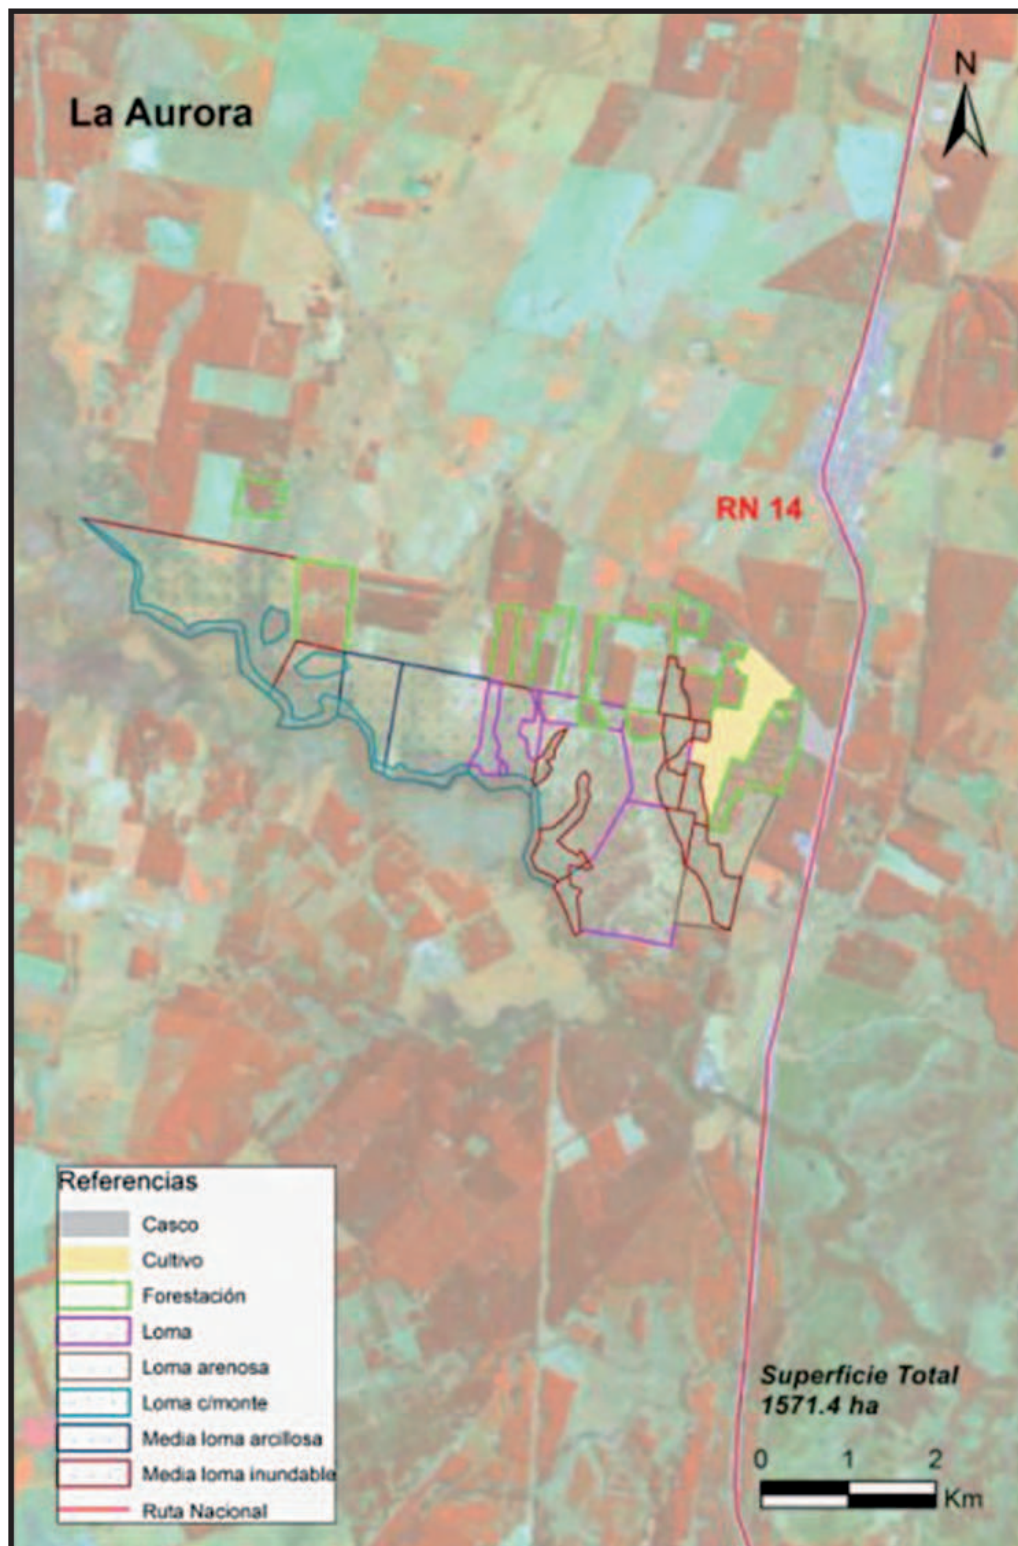 La Aurora
N
RN 14
Referencias
Casco
Cultivo
Forestación
Loma
Loma arenosa
Loma c/monte
Media loma arcillosa
Media loma inundable
Ruta Nacional
Superficie Total
1571.4 ha
0 1 2
Km